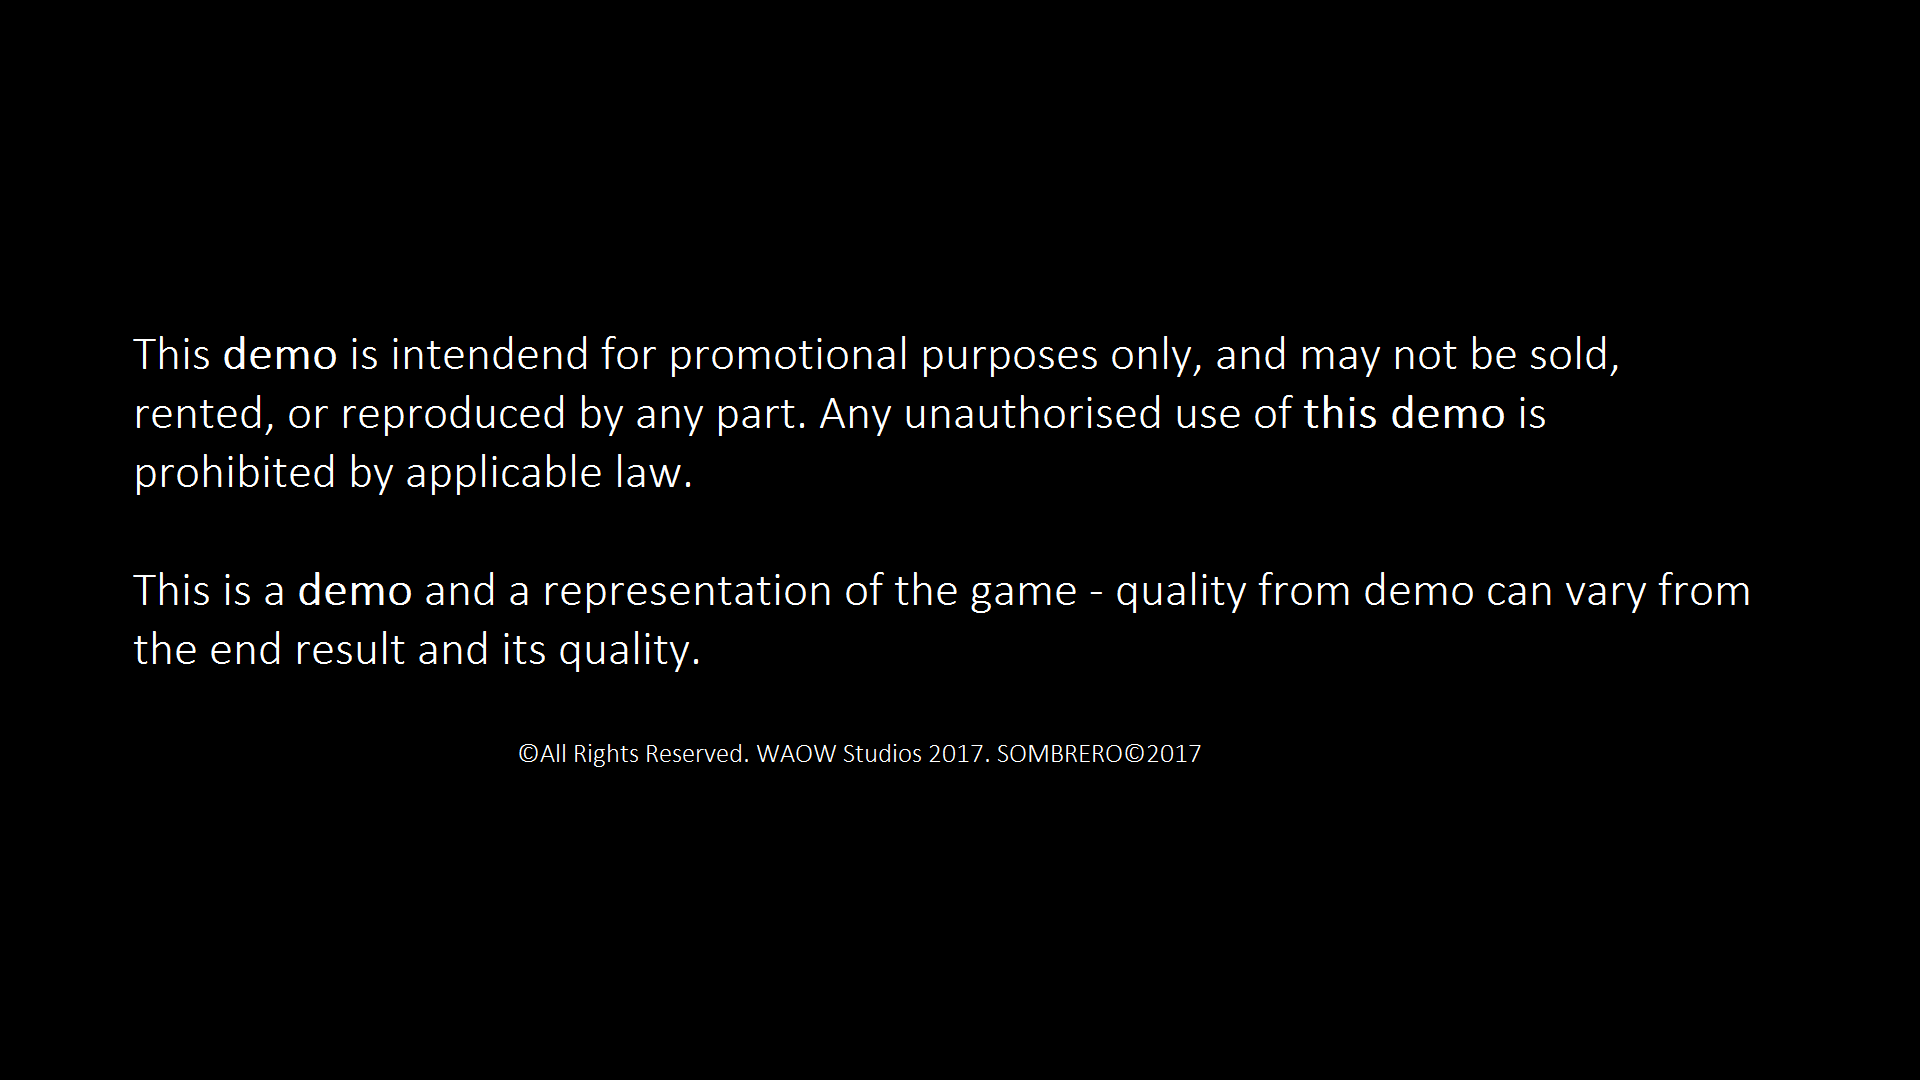 This demo is intendend for promotional purposes only, and may not be sold,
rented, or reproduced by any part. Any unauthorised use of this demo is
prohibited by applicable law.
This is a demo and a representation of the game - quality from demo can vary from
the end result and its quality.
©All Rights Reserved. WAOW Studios 2017. SOMBRERO©2017